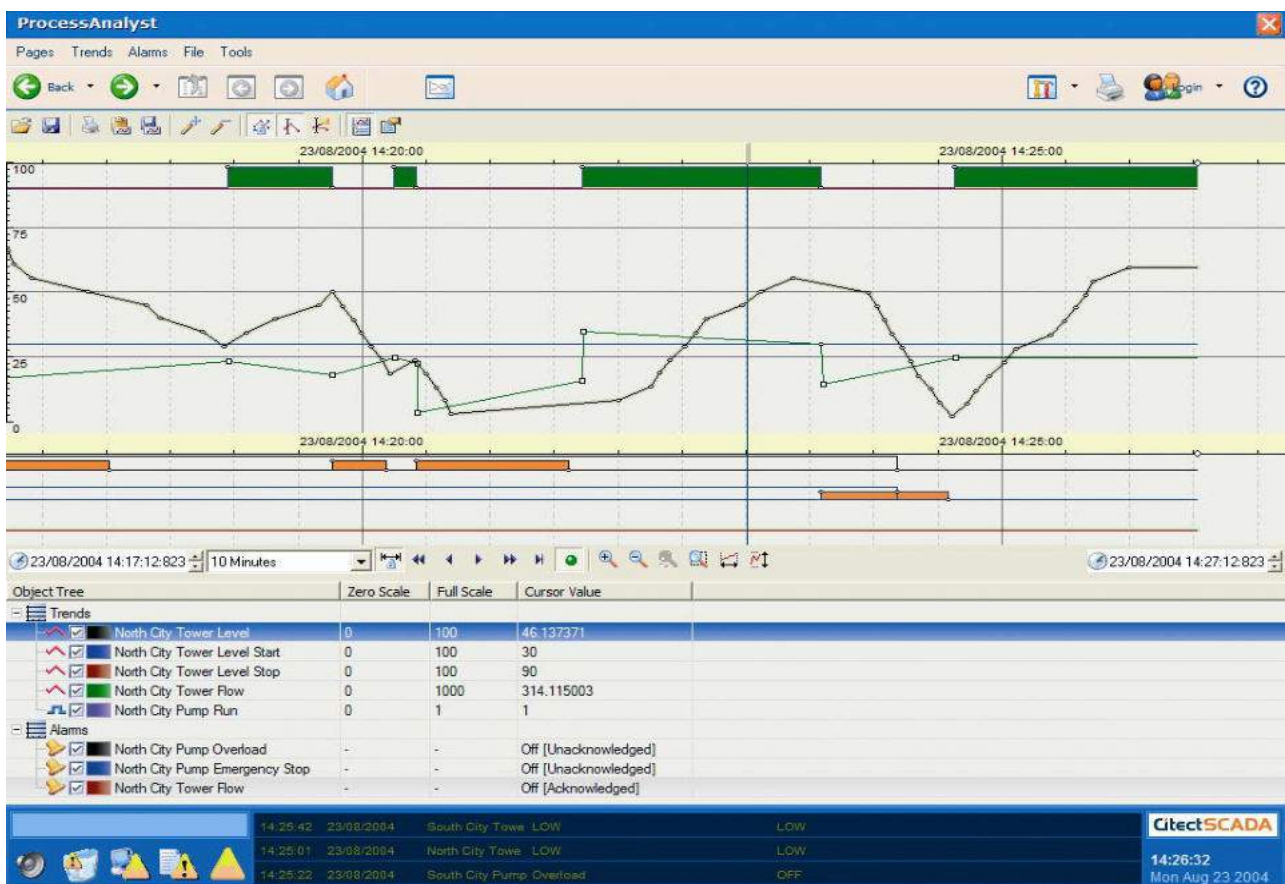 ProcessAnalyst
Pages Trends Alarms File Tools
Back Login
23/08/2004 14:20:00 23/08/2004 14:25:00
100
75
50
25
0
23/08/2004 14:20:00 23/08/2004 14:25:00
23/08/2004 14:17:12:823 10 Minutes 23/08/2004 14:27:12:823
Object Tree Zero Scale Full Scale Cursor Value
Trends
North City Tower Level 0 100 46.137371
North City Tower Level Start 0 100 30
North City Tower Level Stop 0 100 90
North City Tower Flow 0 1000 314.115003
North City Pump Run 0 1 1
Alarms
North City Pump Overload - - Off [Unacknowledged]
North City Pump Emergency Stop - - Off [Unacknowledged]
North City Tower Flow - - Off [Acknowledged]
14:25:42 23/08/2004 South City Towe LOW LOW
14:25:01 23/08/2004 North City Towe LOW LOW
14:25:22 23/08/2004 South City Pump Overload OFF
CitectSCADA
14:26:32
Mon Aug 23 2004